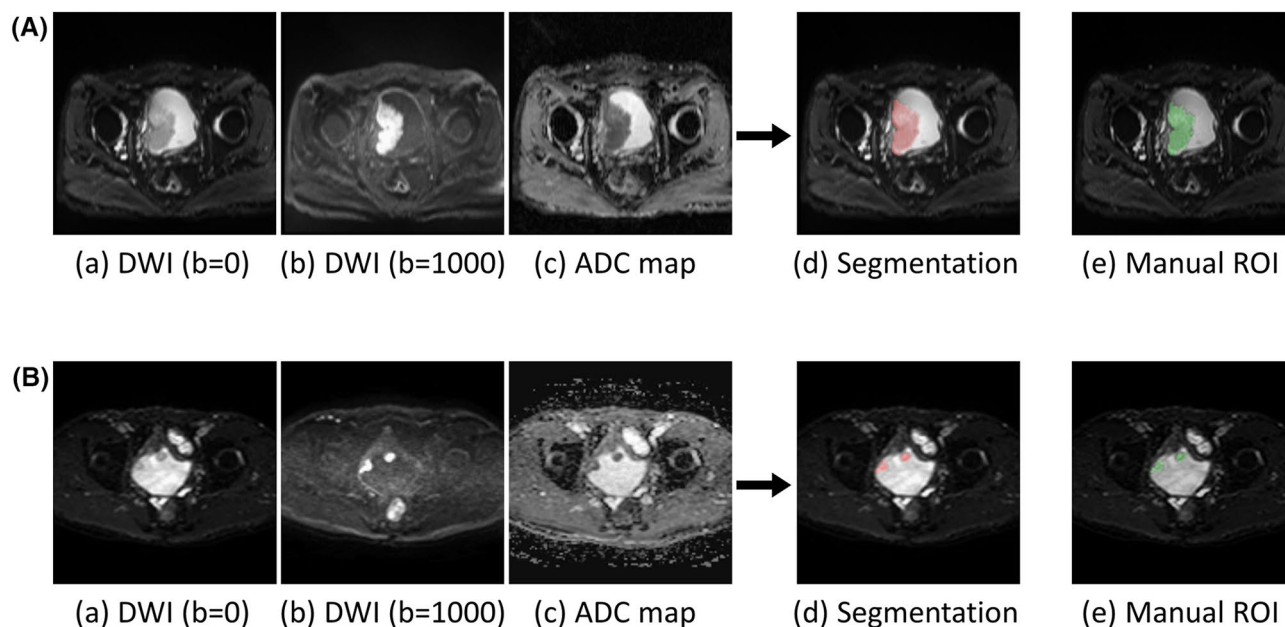 (A)
(a) DWI (b=0) (b) DWI (b=1000) (c) ADC map (d) Segmentation (e) Manual ROI
(B)
(a) DWI (b=0) (b) DWI (b=1000) (c) ADC map (d) Segmentation (e) Manual ROI